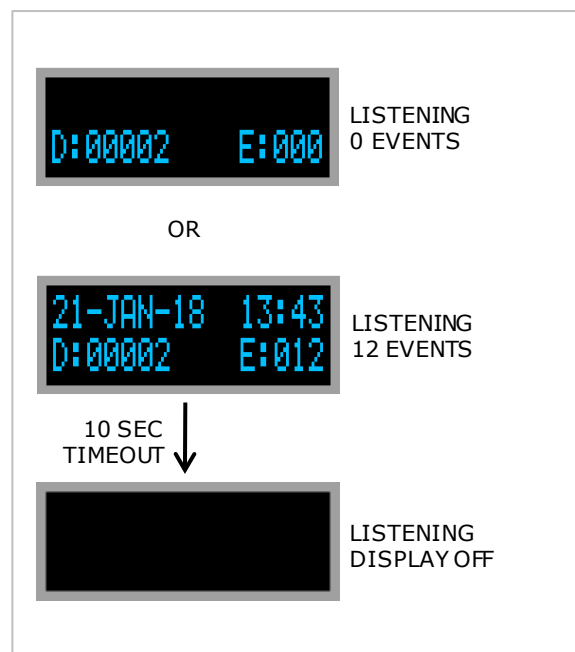 D:00002 E:000
LISTENING
0 EVENTS
OR
21-JAN-18 13:43
D:00002 E:012
LISTENING
12 EVENTS
10 SEC
TIMEOUT
LISTENING
DISPLAY OFF